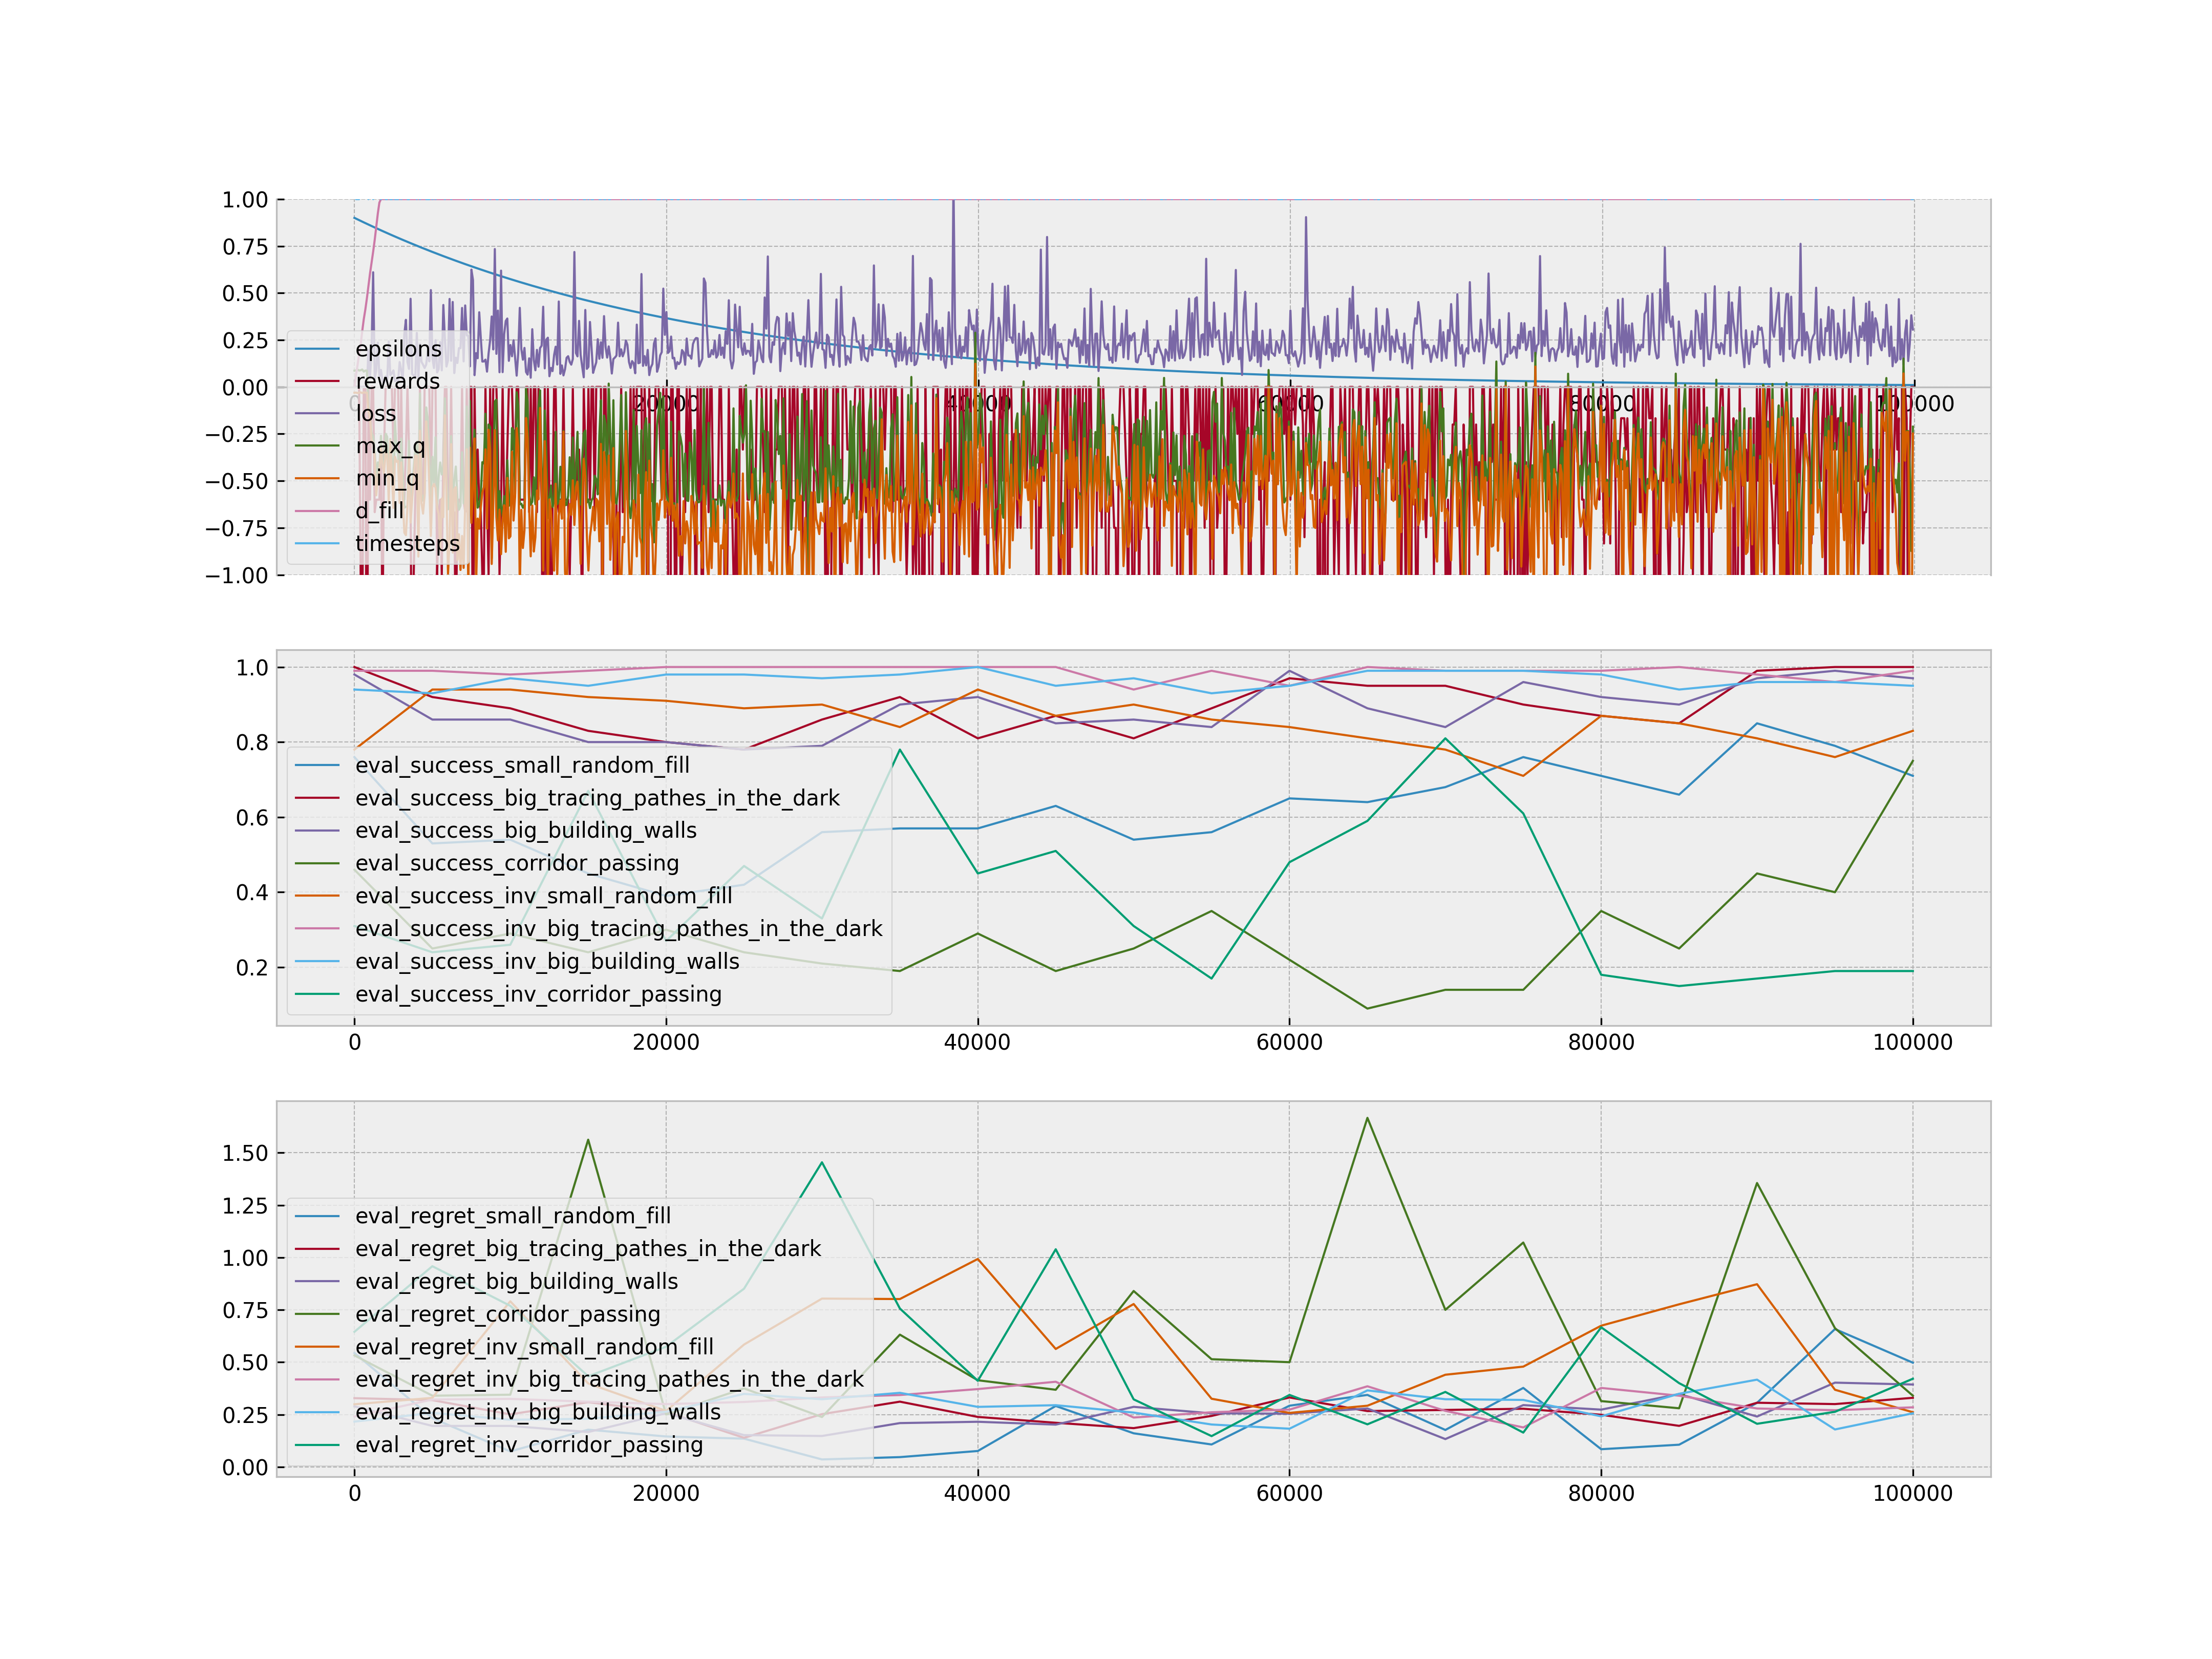 1.00
0.75
0.50
0.25
0.00
−0.25
−0.50
−0.75
−1.00
0 20000 40000 60000 80000 100000
epsilons
rewards
loss
max_q
min_q
d_fill
timesteps
1.0
0.8
0.6
0.4
0.2
eval_success_small_random_fill
eval_success_big_tracing_pathes_in_the_dark
eval_success_big_building_walls
eval_success_corridor_passing
eval_success_inv_small_random_fill
eval_success_inv_big_tracing_pathes_in_the_dark
eval_success_inv_big_building_walls
eval_success_inv_corridor_passing
0 20000 40000 60000 80000 100000
1.50
1.25
1.00
0.75
0.50
0.25
0.00
eval_regret_small_random_fill
eval_regret_big_tracing_pathes_in_the_dark
eval_regret_big_building_walls
eval_regret_corridor_passing
eval_regret_inv_small_random_fill
eval_regret_inv_big_tracing_pathes_in_the_dark
eval_regret_inv_big_building_walls
eval_regret_inv_corridor_passing
0 20000 40000 60000 80000 100000